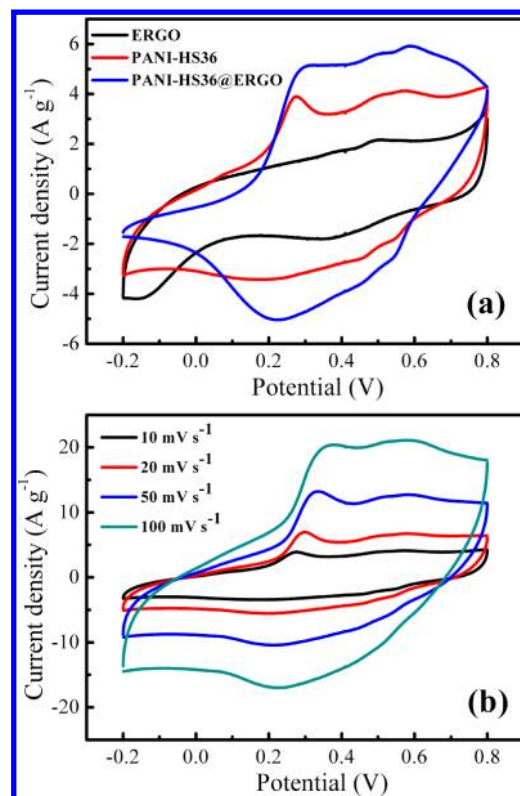 ERGO
PANI-HS36
PANI-HS36@ERGO
Current density (A g⁻¹)
6
4
2
0
-2
-4
-6
(a)
-0.2 0.0 0.2 0.4 0.6 0.8
Potential (V)
10 mV s⁻¹
20 mV s⁻¹
50 mV s⁻¹
100 mV s⁻¹
Current density (A g⁻¹)
20
10
0
-10
-20
(b)
-0.2 0.0 0.2 0.4 0.6 0.8
Potential (V)